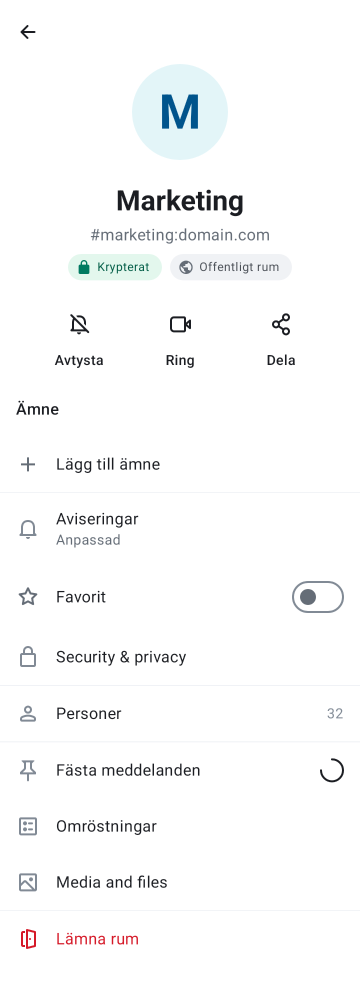 M
Marketing
#marketing:domain.com
Krypterat Offentligt rum
Avtysta Ring Dela
Ämne
Lägg till ämne
Aviseringar
Anpassad
Favorit
Security & privacy
Personer 32
Fästa meddelanden
Omröstningar
Media and files
Lämna rum